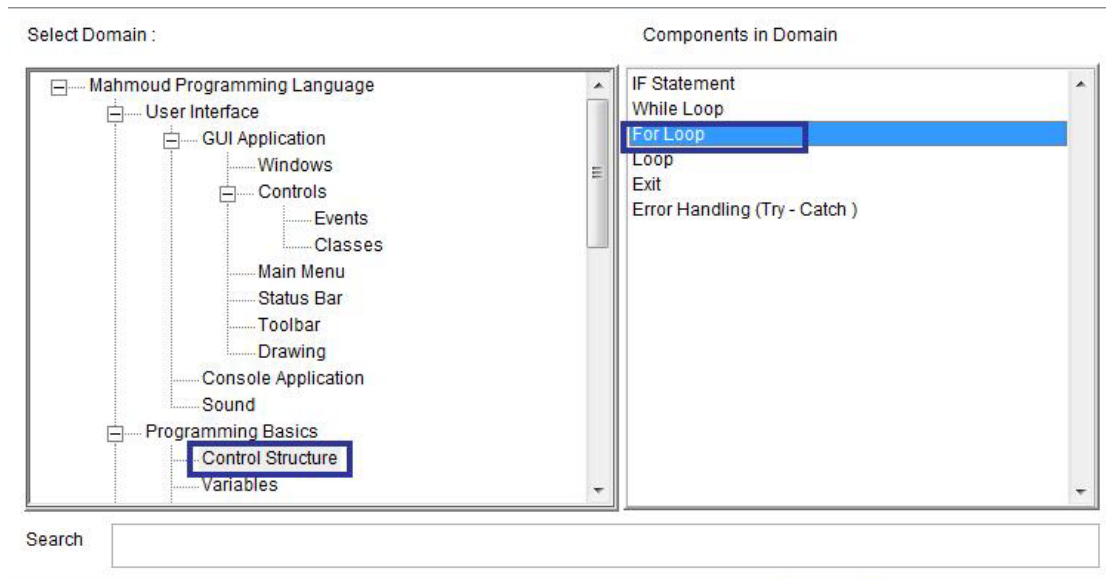 Select Domain :
Components in Domain
Mahmoud Programming Language
User Interface
GUI Application
Windows
Controls
Events
Classes
Main Menu
Status Bar
Toolbar
Drawing
Console Application
Sound
Programming Basics
Control Structure
Variables
IF Statement
While Loop
For Loop
Loop
Exit
Error Handling (Try - Catch )
Search